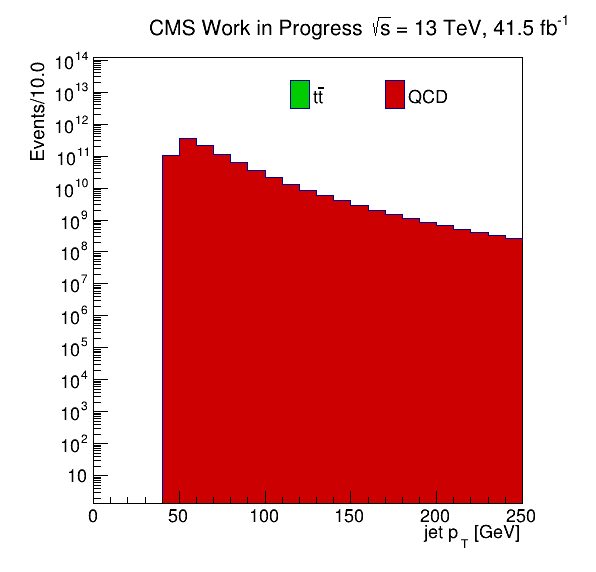 CMS Work in Progress √s = 13 TeV, 41.5 fb⁻¹
Events/10.0
tt̄
QCD
10¹⁴
10¹³
10¹²
10¹¹
10¹⁰
10⁹
10⁸
10⁷
10⁶
10⁵
10⁴
10³
10²
10
0 50 100 150 200 250
jet p_T [GeV]